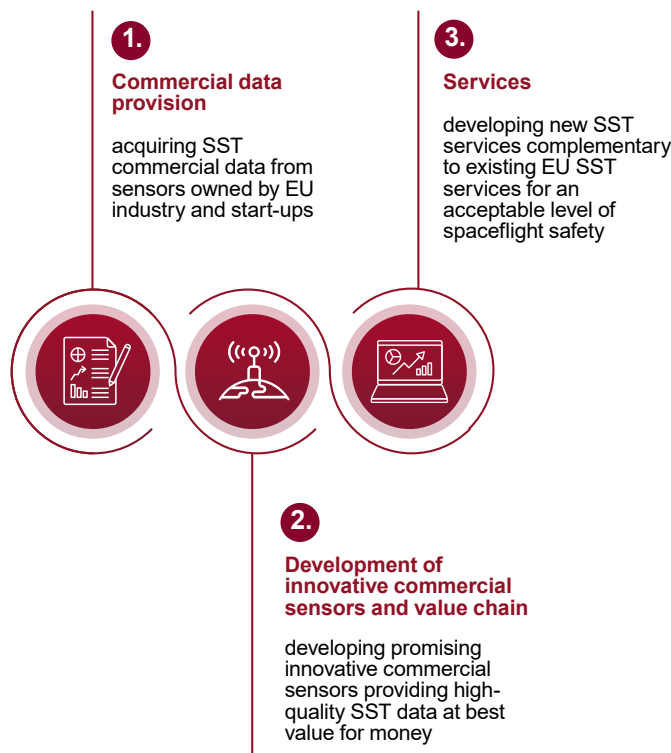 1.
Commercial data
provision
acquiring SST
commercial data from
sensors owned by EU
industry and start-ups
2.
Development of
innovative commercial
sensors and value chain
developing promising
innovative commercial
sensors providing high-
quality SST data at best
value for money
3.
Services
developing new SST
services complementary
to existing EU SST
services for an
acceptable level of
spaceflight safety